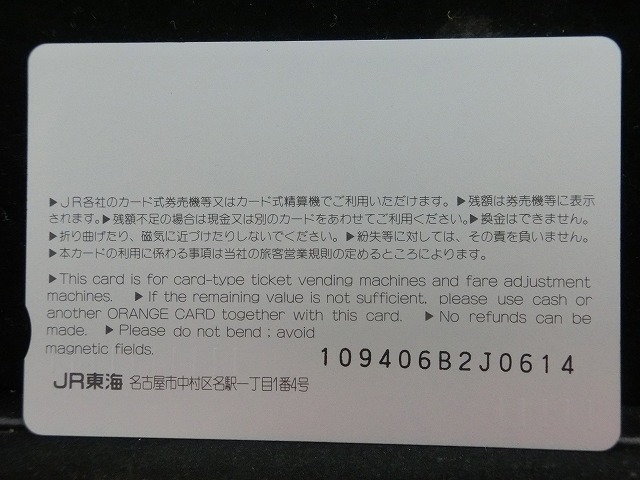 ▶JR各社のカード式券売機等又はカード式精算機でご利用いただけます。▶残額は券売機等に表示
されます。▶残額不足の場合は現金又は別のカードをあわせてご利用ください。▶換金はできません。
▶折り曲げたり、磁気に近づけたりしないでください。▶紛失等に対しては、その責を負いません。
▶本カードの利用に係わる事項は当社の旅客営業規則の定めるところによります。
▶This card is for card-type ticket vending machines and fare adjustment
machines. ▶If the remaining value is not sufficient, please use cash or
another ORANGE CARD together with this card. ▶No refunds can be
made. ▶Please do not bend; avoid
magnetic fields.
109406B2J0614
JR東海 名古屋市中村区名駅一丁目1番4号